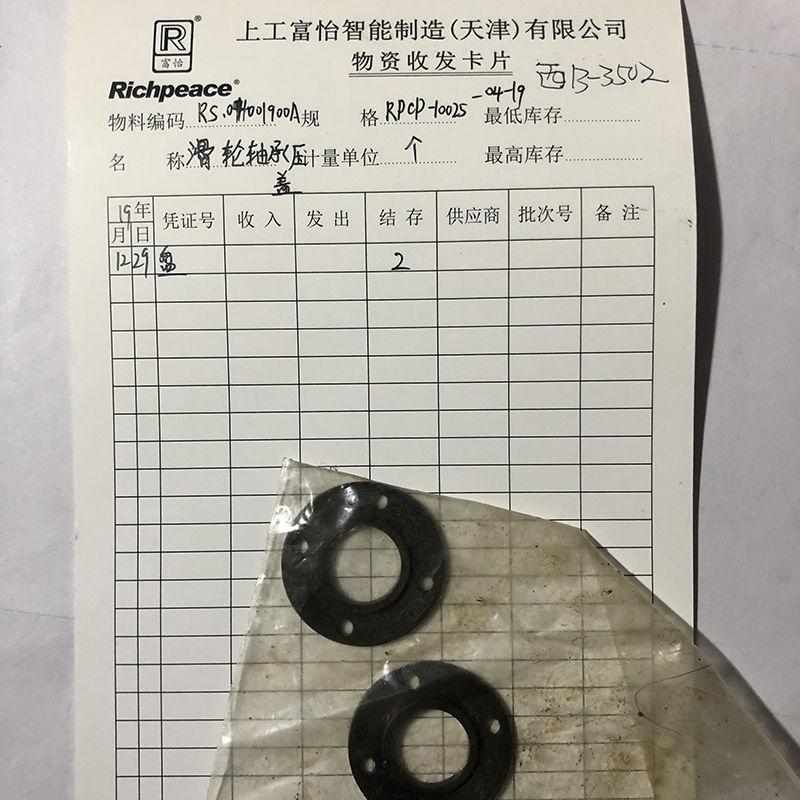 上工富怡智能制造(天津)有限公司
R®
富怡
Richpeace®
物资收发卡片
西13-3502
物料编码 规格 RPCP-10025-04-19 最低库存
名称 滑轮轴承压盖 计量单位 个 最高库存
19年 凭证号 收入 发出 结存 供应商 批次号 备注
月 日
12 29 盘 2